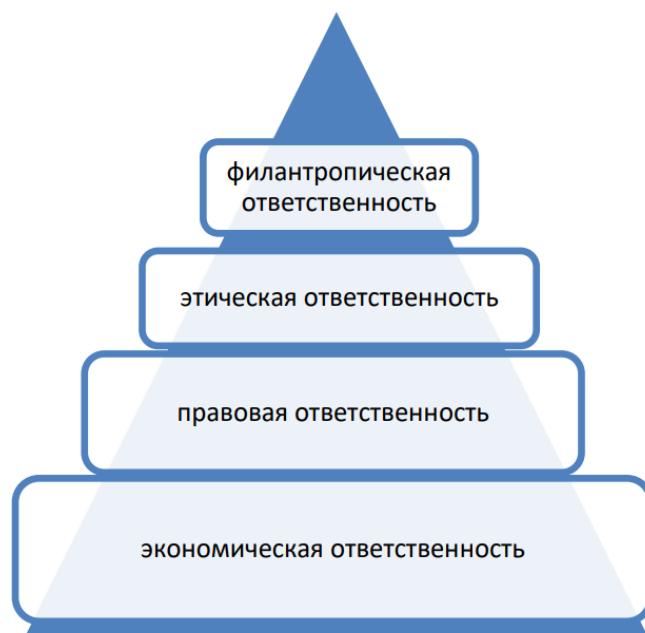 филантропическая
ответственность
этическая ответственность
правовая ответственность
экономическая ответственность